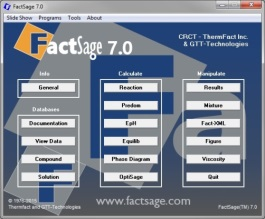 FactSage 7.0
Slide Show Programs Tools About
FactSage 7.0
CRCT - ThermFact Inc.
& GTT-Technologies
Info
Calculate
Manipulate
General
Reaction
Results
Predom
Mixture
Databases
Documentation
EpH
Fact-XML
View Data
Equilib
Figure
Compound
Phase Diagram
Viscosity
Solution
OptiSage
Quit
Thermfact and GTT-Technologies
www.factsage.com
FactSage(TM) 7.0